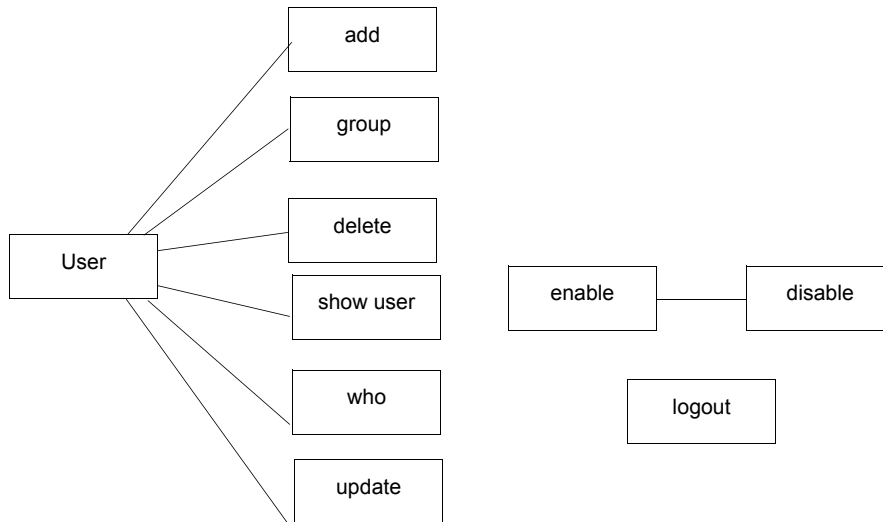 add
group
delete
User
show user
enable
disable
who
logout
update